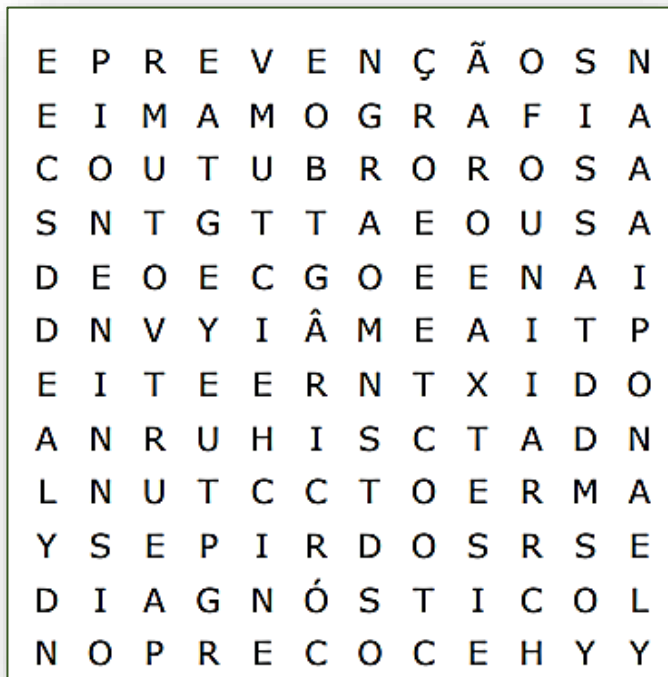 E P R E V E N Ç Ã O S N
E I M A M O G R A F I A
C O U T U B R O R O S A
S N T G T T A E O U S A
D E O E C G O E E N A I
D N V Y I Â M E A I T P
E I T E E R N T X I D O
A N R U H I S C T A D N
L N U T C C T O E R M A
Y S E P I R D O S R S E
D I A G N Ó S T I C O L
N O P R E C O C E H Y Y